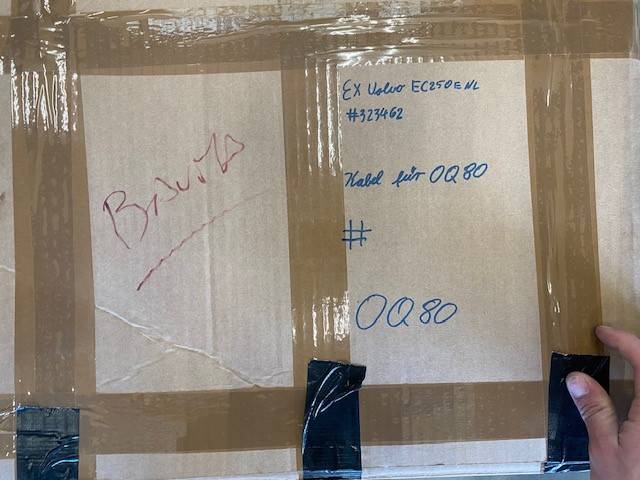 EX Volvo EC250ENL
#323462
Kabel für OQ80
#
OQ80